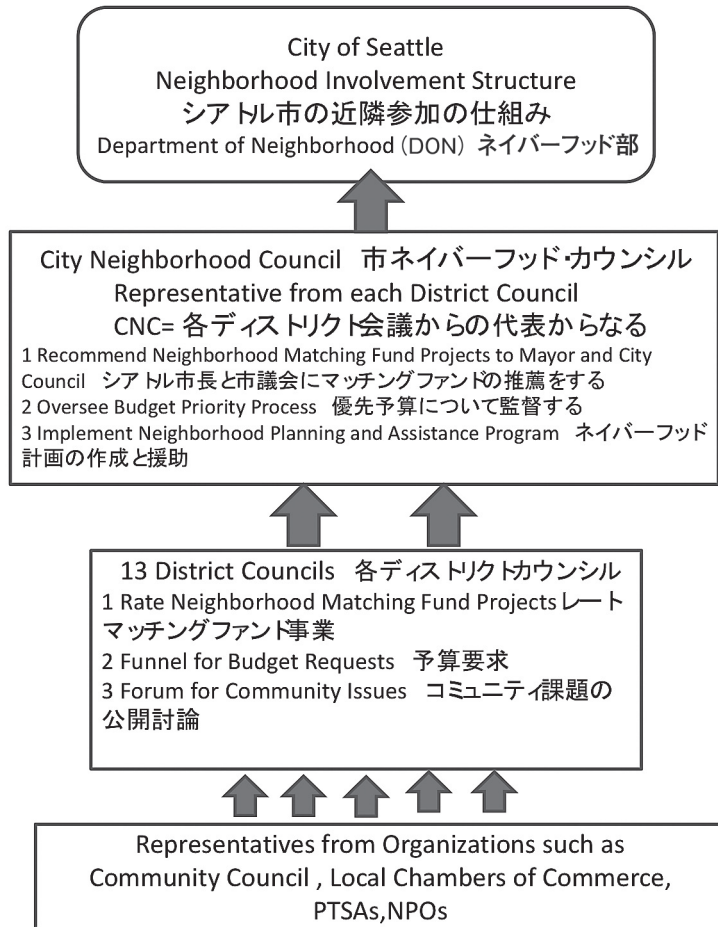 City of Seattle
Neighborhood Involvement Structure
シアトル市の近隣参加の仕組み
Department of Neighborhood (DON) ネイバーフッド部
City Neighborhood Council 市ネイバーフッド・カウンシル
Representative from each District Council
CNC= 各ディストリクト会議からの代表からなる
1 Recommend Neighborhood Matching Fund Projects to Mayor and City
Council シアトル市長と市議会にマッチングファンドの推薦をする
2 Oversee Budget Priority Process 優先予算について監督する
3 Implement Neighborhood Planning and Assistance Program ネイバーフッド
計画の作成と援助
13 District Councils 各ディストリクトカウンシル
1 Rate Neighborhood Matching Fund Projects レート
マッチングファンド事業
2 Funnel for Budget Requests 予算要求
3 Forum for Community Issues コミュニティ課題の
公開討論
Representatives from Organizations such as
Community Council , Local Chambers of Commerce,
PTSAs,NPOs